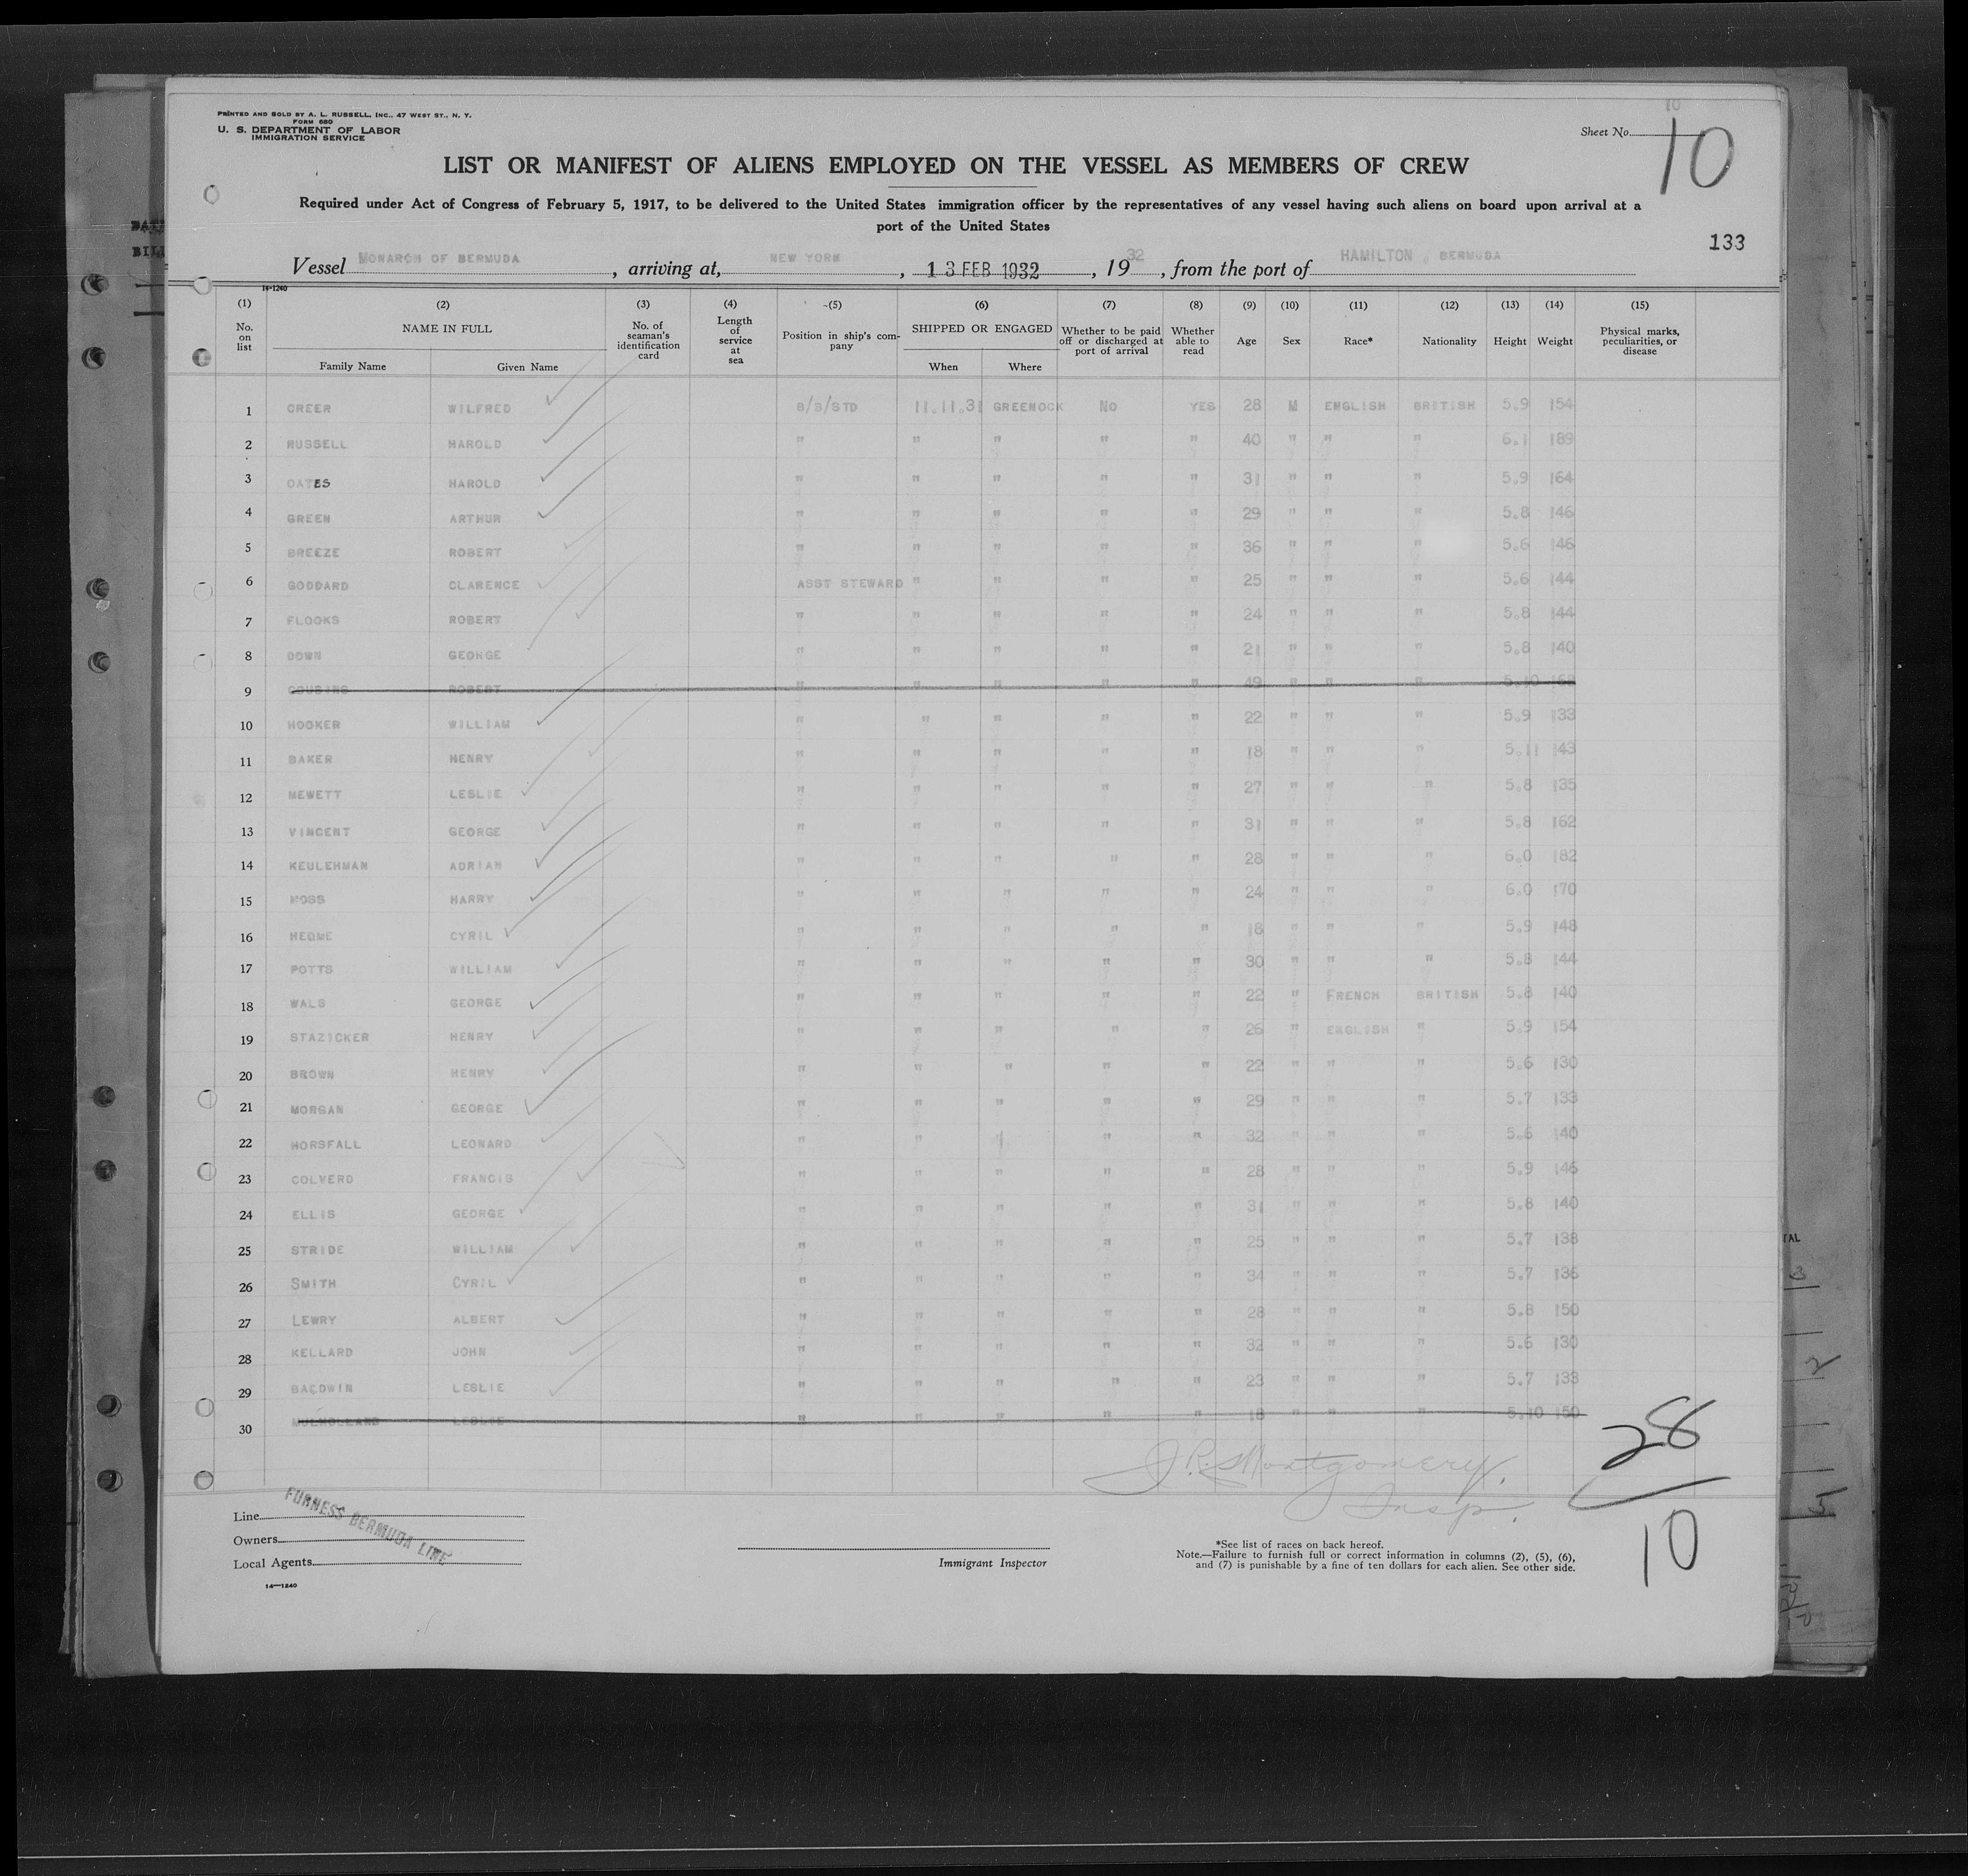 PRINTED AND SOLD BY A. L. RUSSELL, INC., 47 WEST ST., N. Y.
FORM 680
U. S. DEPARTMENT OF LABOR
IMMIGRATION SERVICE
Sheet No. 10
10
LIST OR MANIFEST OF ALIENS EMPLOYED ON THE VESSEL AS MEMBERS OF CREW
Required under Act of Congress of February 5, 1917, to be delivered to the United States immigration officer by the representatives of any vessel having such aliens on board upon arrival at a
port of the United States
133
Vessel MONARCH OF BERMUDA, arriving at, NEW YORK, 13 FEB 1932, 1932, from the port of HAMILTON, BERMUDA
14-1240
(1) (2) (3) (4) (5) (6) (7) (8) (9) (10) (11) (12) (13) (14) (15)
No. on list NAME IN FULL Family Name Given Name No. of seaman's identification card Length of service at sea Position in ship's company SHIPPED OR ENGAGED When Where Whether to be paid off or discharged at port of arrival Whether able to read Age Sex Race* Nationality Height Weight Physical marks, peculiarities, or disease
1 GREER WILFRED B/S/STD 11.11.31 GREENOCK NO YES 28 M ENGLISH BRITISH 5.9 154
2 RUSSELL HAROLD " " " " " 40 " " " 6.1 189
3 OATES HAROLD " " " " " 31 " " " 5.9 164
4 GREEN ARTHUR " " " " " 29 " " " 5.8 146
5 BREEZE ROBERT " " " " " 36 " " " 5.6 146
6 GODDARD CLARENCE ASST STEWARD " " " " 25 " " " 5.6 144
7 FLOOKS ROBERT " " " " " 24 " " " 5.8 144
8 DOWN GEORGE " " " " " 21 " " " 5.8 140
9 COUSINS ROBERT " " " " " 49 " " " 5.10 168
10 HOOKER WILLIAM " " " " " 22 " " " 5.9 133
11 BAKER HENRY " " " " " 18 " " " 5.11 143
12 MEWETT LESLIE " " " " " 27 " " " 5.8 135
13 VINCENT GEORGE " " " " " 31 " " " 5.8 162
14 KEULEHMAN ADRIAN " " " " " 28 " " " 6.0 182
15 MOSS HARRY " " " " " 24 " " " 6.0 170
16 HEDME CYRIL " " " " " 18 " " " 5.9 148
17 POTTS WILLIAM " " " " " 30 " " " 5.8 144
18 WALS GEORGE " " " " " 22 " FRENCH BRITISH 5.8 140
19 STAZICKER HENRY " " " " " 26 " ENGLISH " 5.9 154
20 BROWN HENRY " " " " " 22 " " " 5.6 130
21 MORGAN GEORGE " " " " " 29 " " " 5.7 133
22 HORSFALL LEONARD " " " " " 32 " " " 5.6 140
23 COLVERD FRANCIS " " " " " 28 " " " 5.9 146
24 ELLIS GEORGE " " " " " 31 " " " 5.8 140
25 STRIDE WILLIAM " " " " " 25 " " " 5.7 138
26 SMITH CYRIL " " " " " 34 " " " 5.7 136
27 LEWRY ALBERT " " " " " 28 " " " 5.8 150
28 KELLARD JOHN " " " " " 32 " " " 5.6 130
29 BALDWIN LESLIE " " " " " 23 " " " 5.7 133
30 MULHOLLAND LESLIE " " " " " 18 " " " 5.10 150
J. R. Montgomery.
Insp.
28
10
Line
Owners
Local Agents
FURNESS BERMUDA LINE
14—1240
Immigrant Inspector
*See list of races on back hereof.
Note.—Failure to furnish full or correct information in columns (2), (5), (6),
and (7) is punishable by a fine of ten dollars for each alien. See other side.